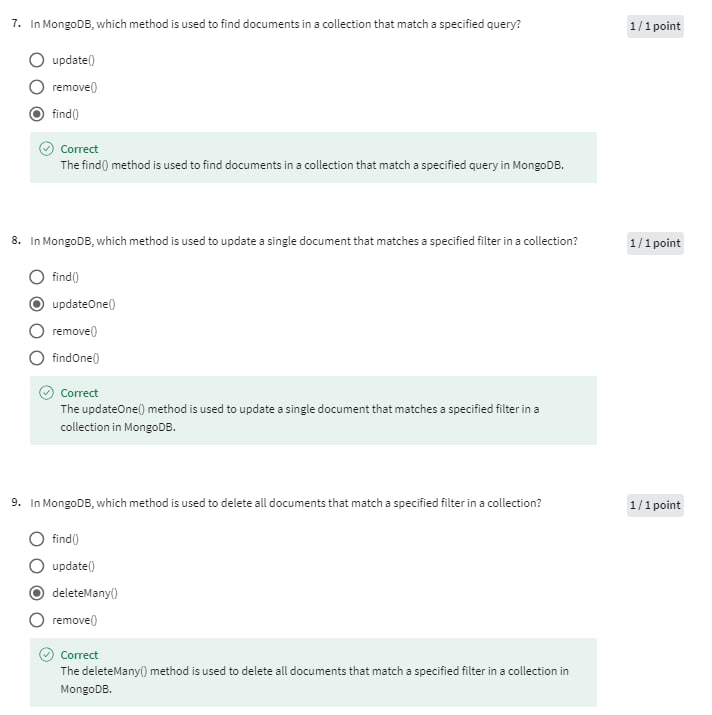 7. In MongoDB, which method is used to find documents in a collection that match a specified query?
1 / 1 point
update()
remove()
find()
Correct
The find() method is used to find documents in a collection that match a specified query in MongoDB.
8. In MongoDB, which method is used to update a single document that matches a specified filter in a collection?
1 / 1 point
find()
updateOne()
remove()
findOne()
Correct
The updateOne() method is used to update a single document that matches a specified filter in a
collection in MongoDB.
9. In MongoDB, which method is used to delete all documents that match a specified filter in a collection?
1 / 1 point
find()
update()
deleteMany()
remove()
Correct
The deleteMany() method is used to delete all documents that match a specified filter in a collection in
MongoDB.